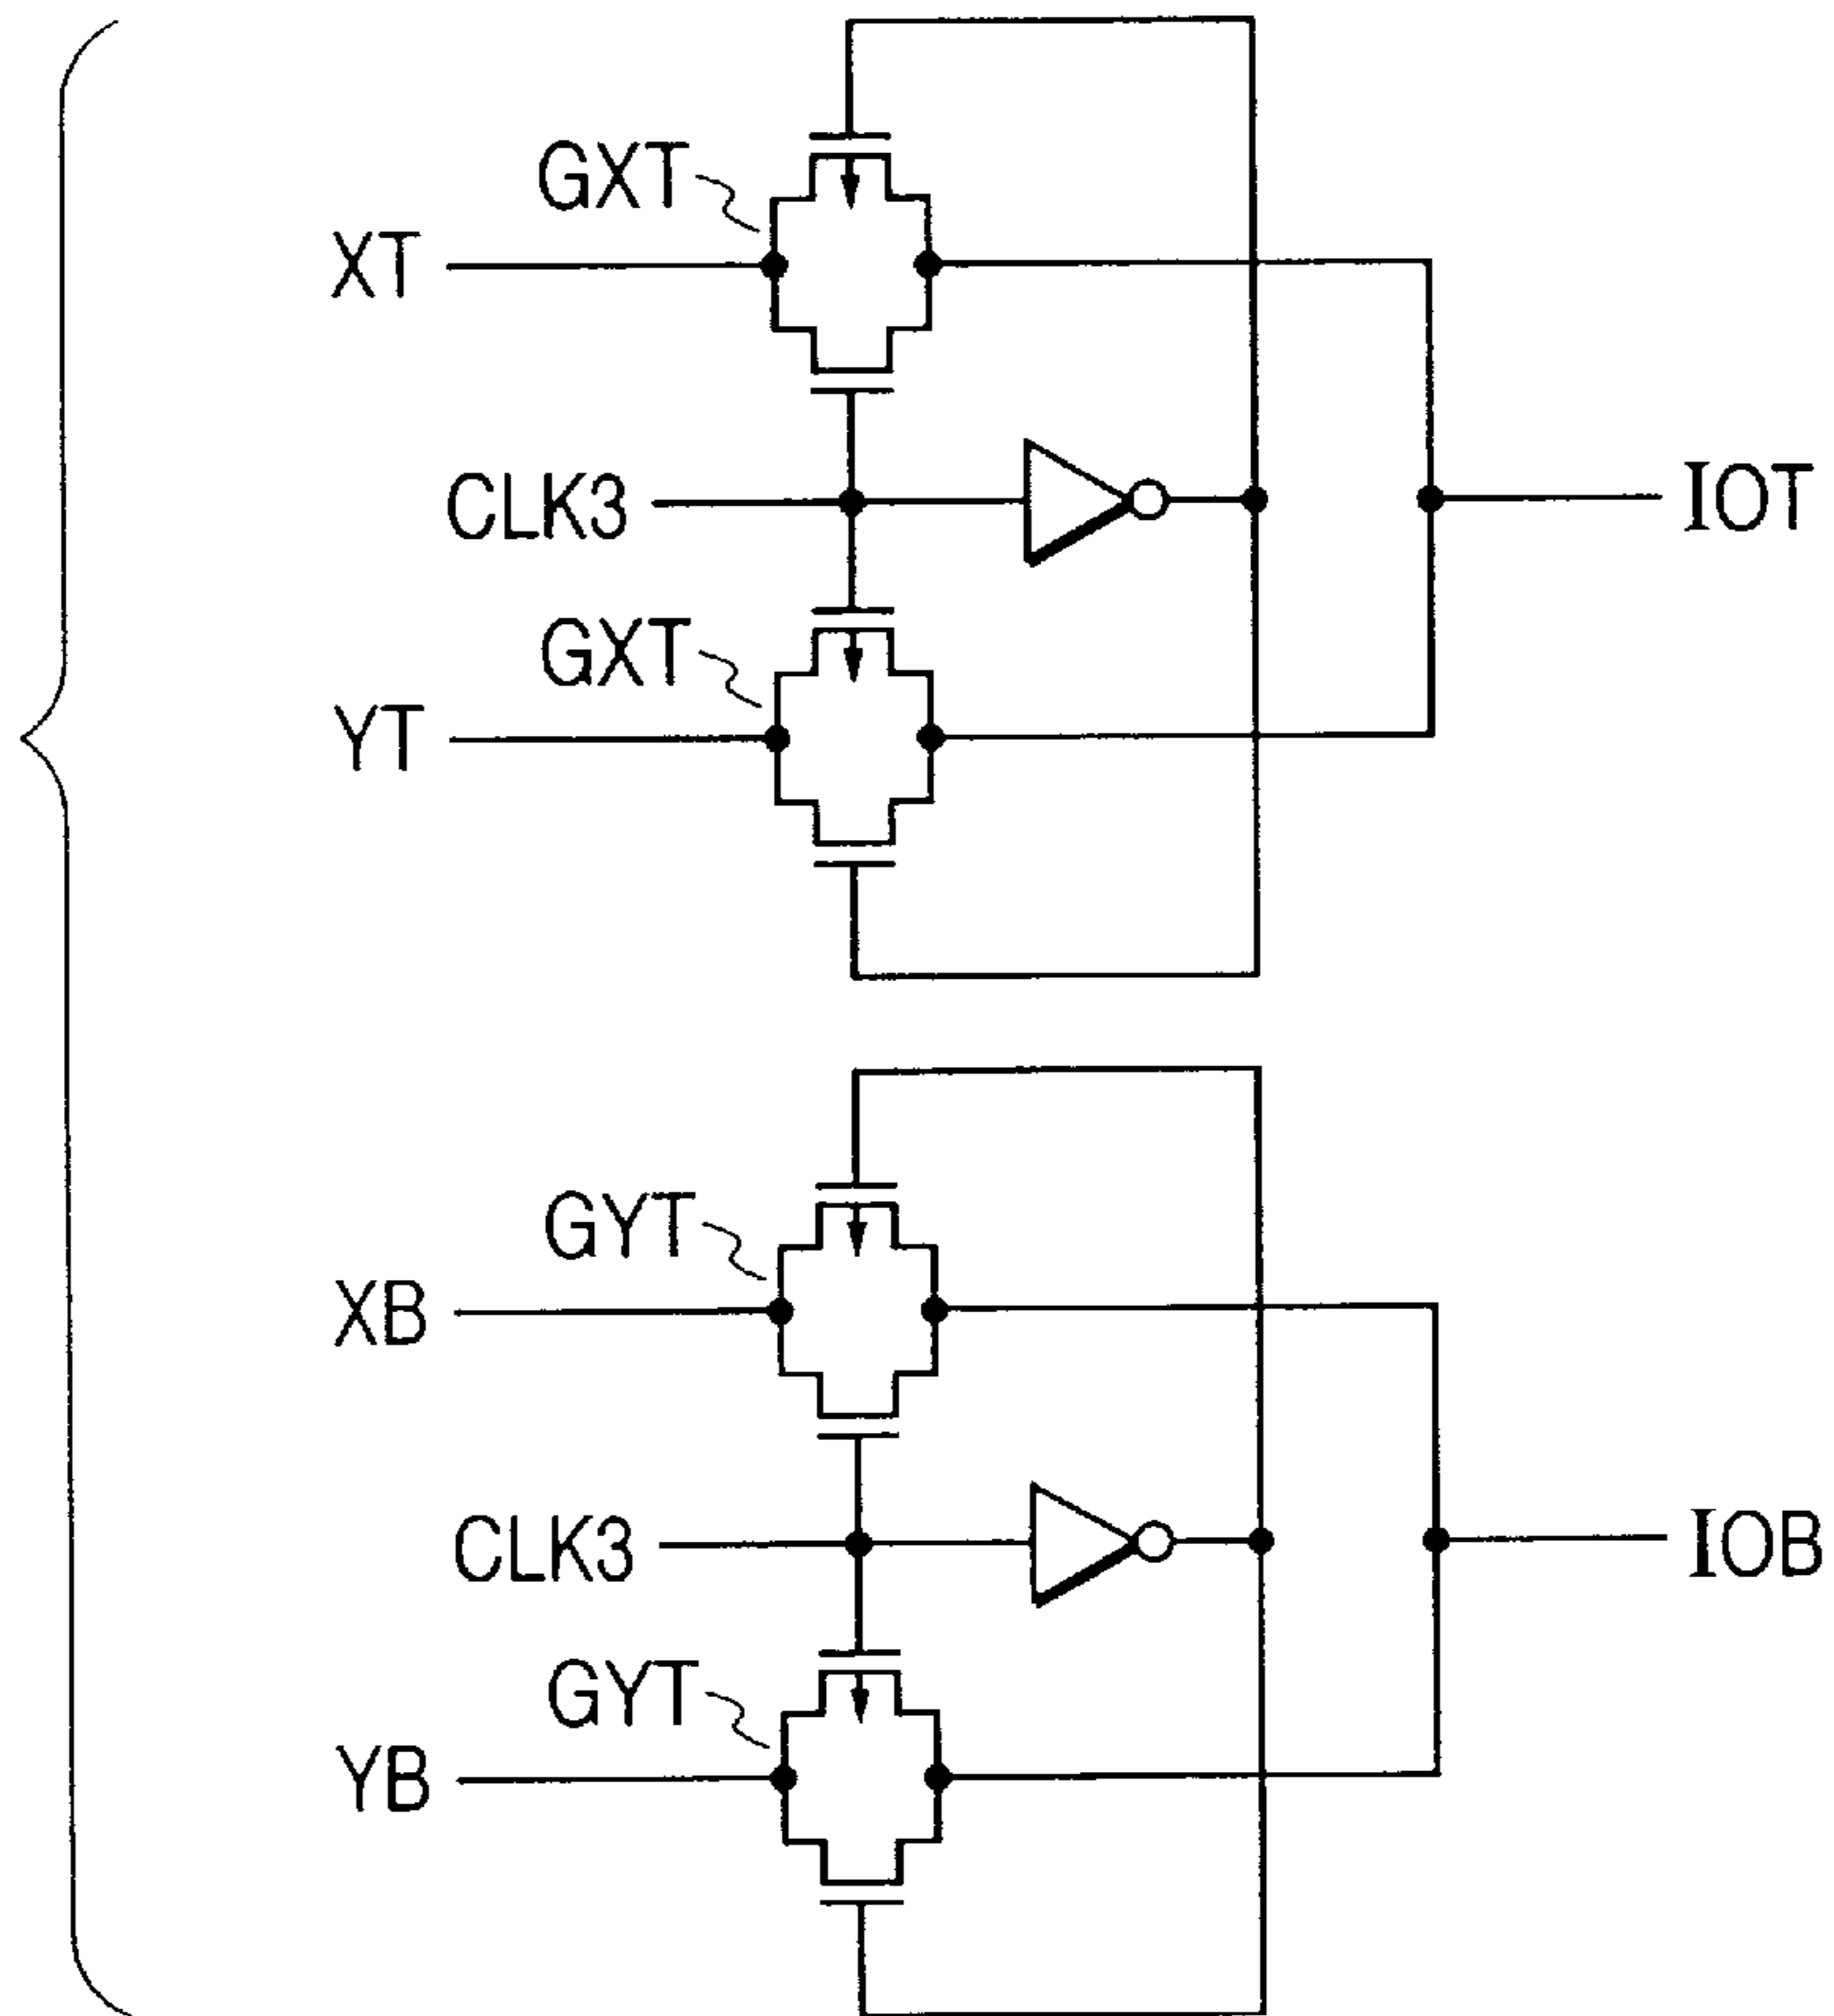 GXT
XT
CLK3
IOT
GXT
YT
GYT
XB
CLK3
IOB
GYT
YB